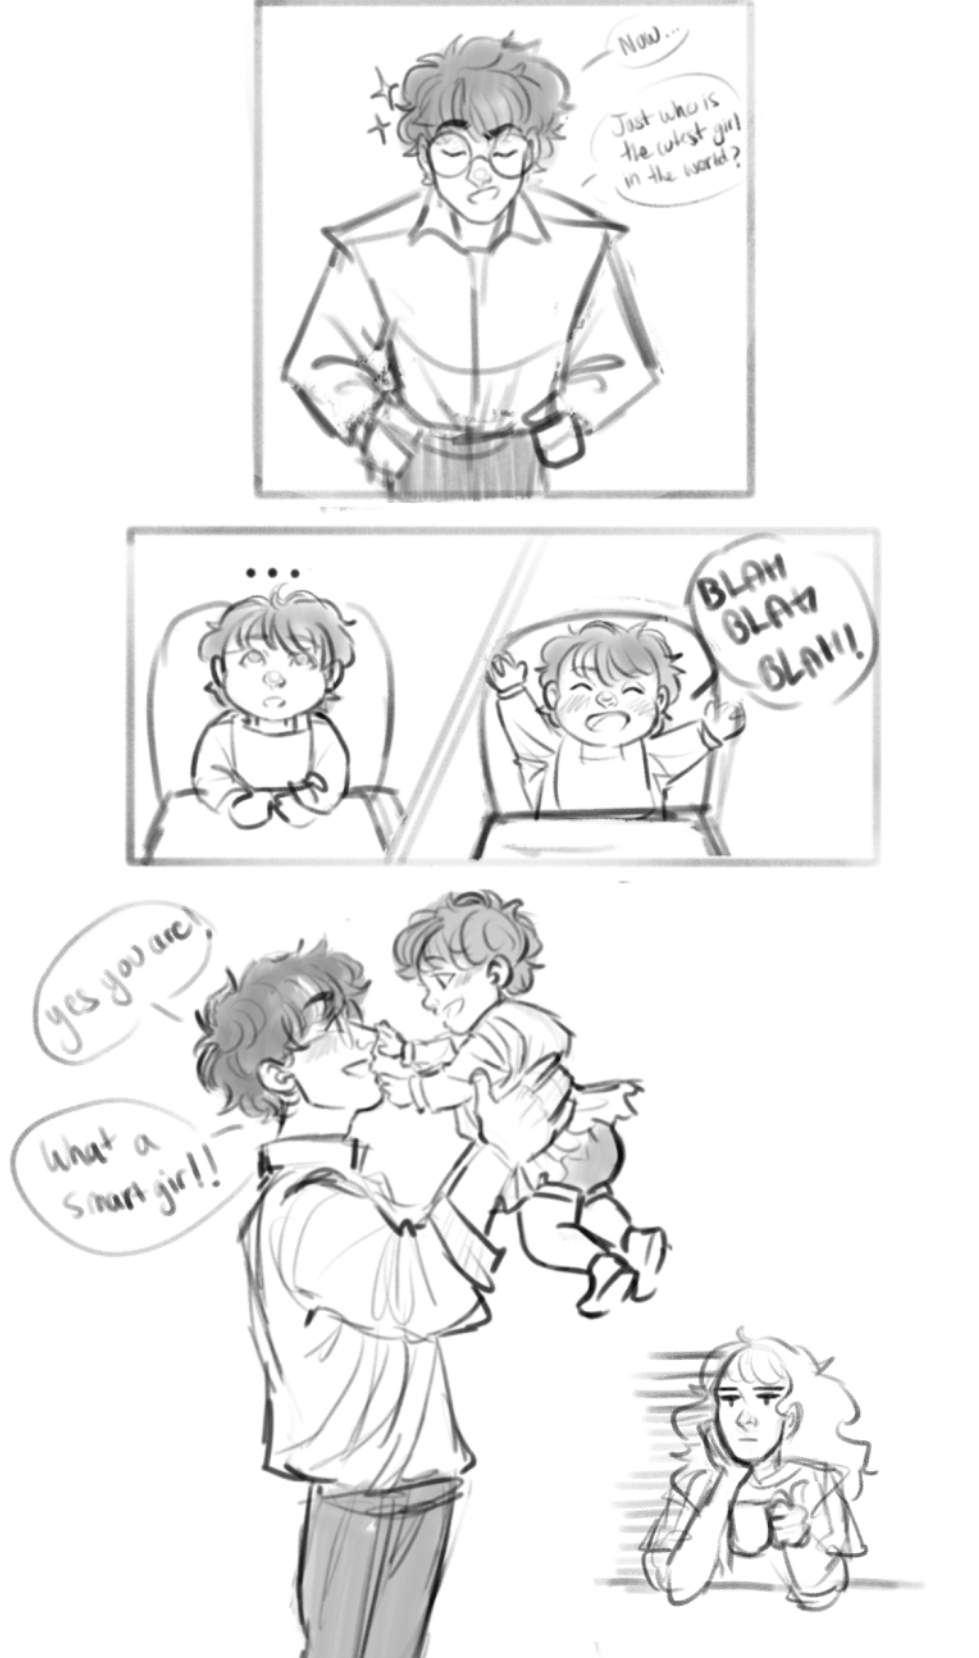 Now...
Just who is
the cutest girl
in the world?
...
BLAH
BLAH
BLAH!
yes you are!
What a
smart girl!!